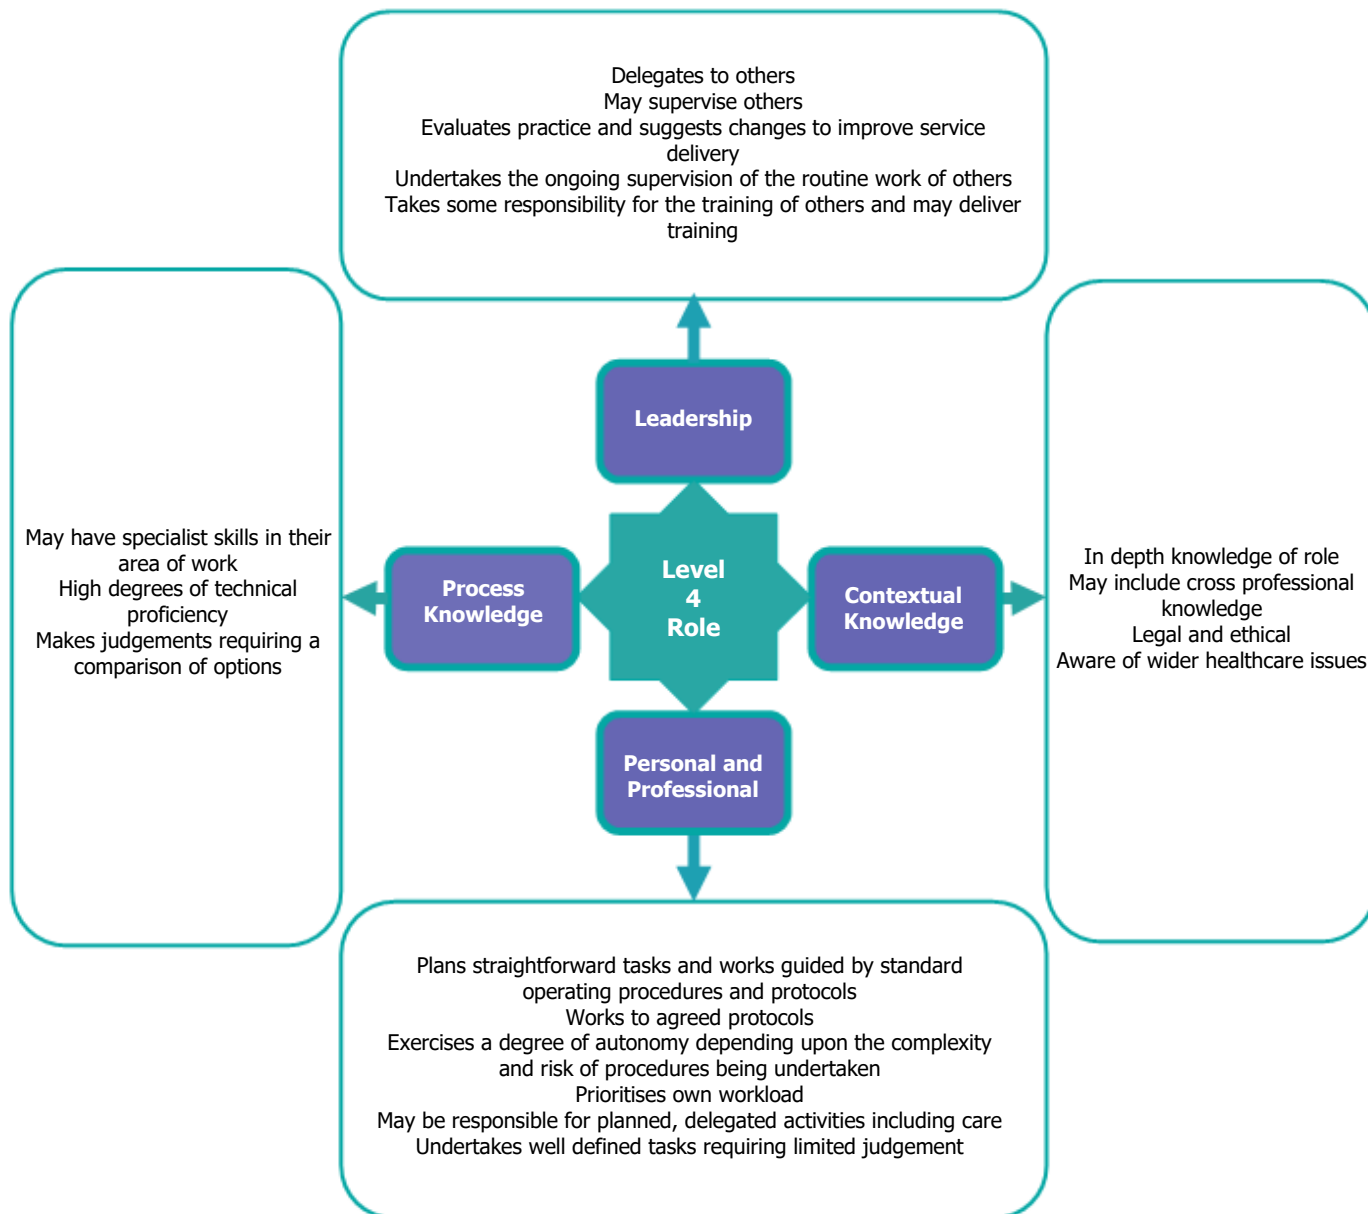 Delegates to others
May supervise others
Evaluates practice and suggests changes to improve service
delivery
Undertakes the ongoing supervision of the routine work of others
Takes some responsibility for the training of others and may deliver
training
Leadership
May have specialist skills in their
area of work
High degrees of technical
proficiency
Makes judgements requiring a
comparison of options
Process
Knowledge
Level
4
Role
Contextual
Knowledge
In depth knowledge of role
May include cross professional
knowledge
Legal and ethical
Aware of wider healthcare issues
Personal and
Professional
Plans straightforward tasks and works guided by standard
operating procedures and protocols
Works to agreed protocols
Exercises a degree of autonomy depending upon the complexity
and risk of procedures being undertaken
Prioritises own workload
May be responsible for planned, delegated activities including care
Undertakes well defined tasks requiring limited judgement